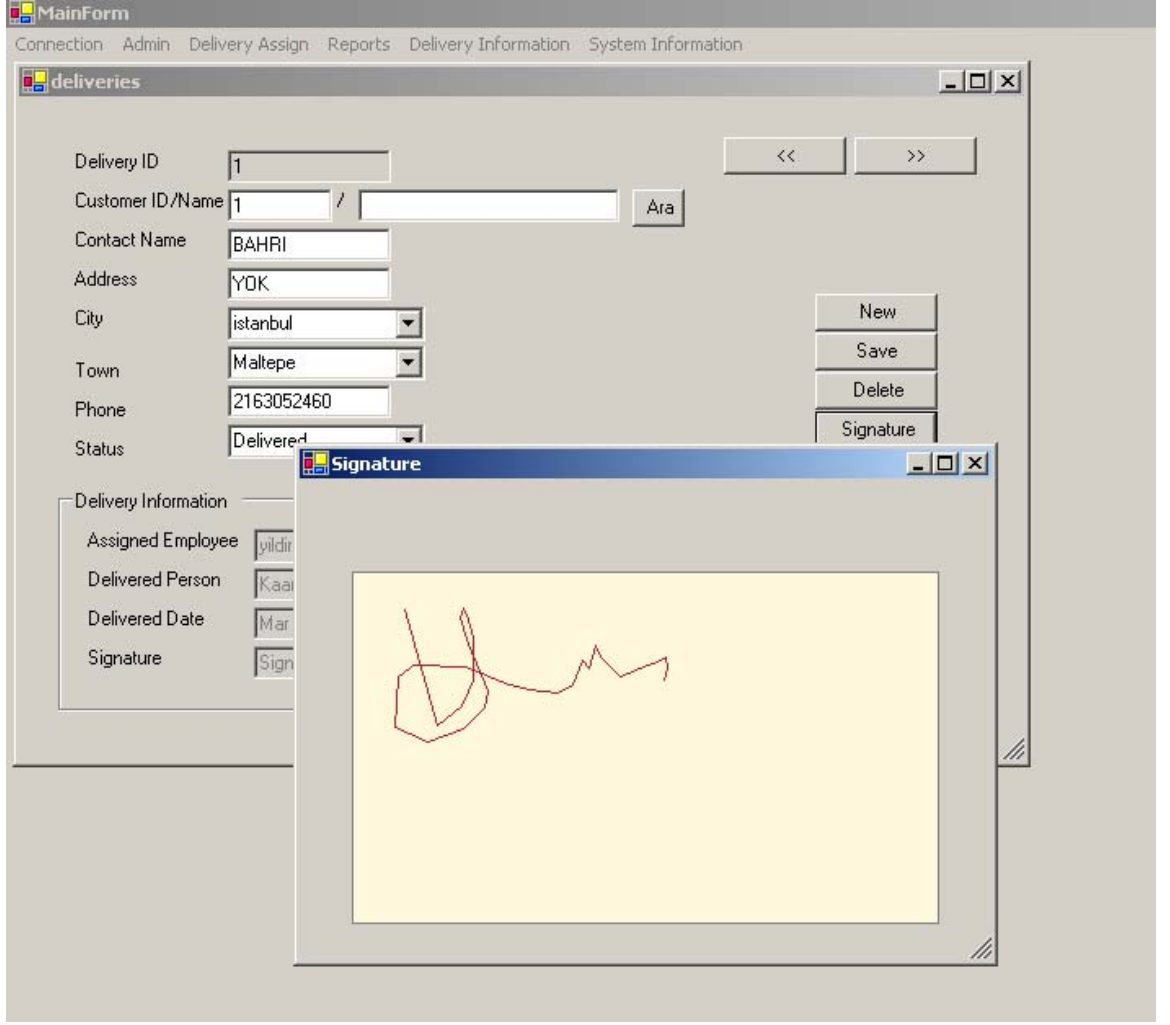 MainForm
Connection Admin Delivery Assign Reports Delivery Information System Information
deliveries
Delivery ID 1 << >>
Customer ID/Name 1 / Ara
Contact Name BAHRI
Address YOK
City istanbul New
Town Maltepe Save
Phone 2163052460 Delete
Status Delivered Signature
Signature
Delivery Information
Assigned Employee
Delivered Person
Delivered Date Mar
Signature